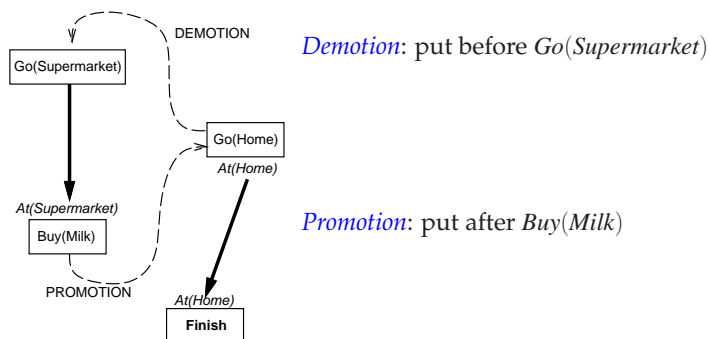 DEMOTION
Demotion: put before Go(Supermarket)
Go(Supermarket)
Go(Home)
At(Home)
At(Supermarket)
Buy(Milk)
Promotion: put after Buy(Milk)
PROMOTION
At(Home)
Finish